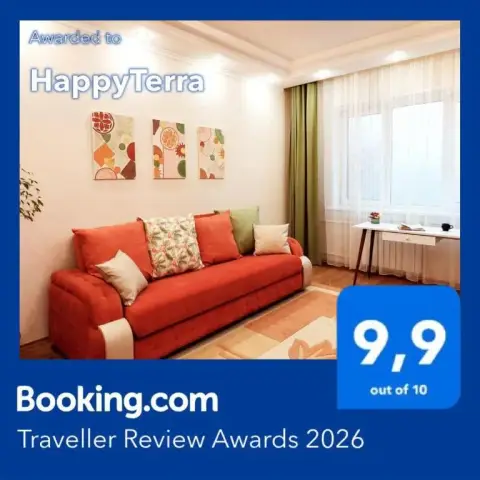 Awarded to
HappyTerra
9,9
out of 10
Booking.com
Traveller Review Awards 2026